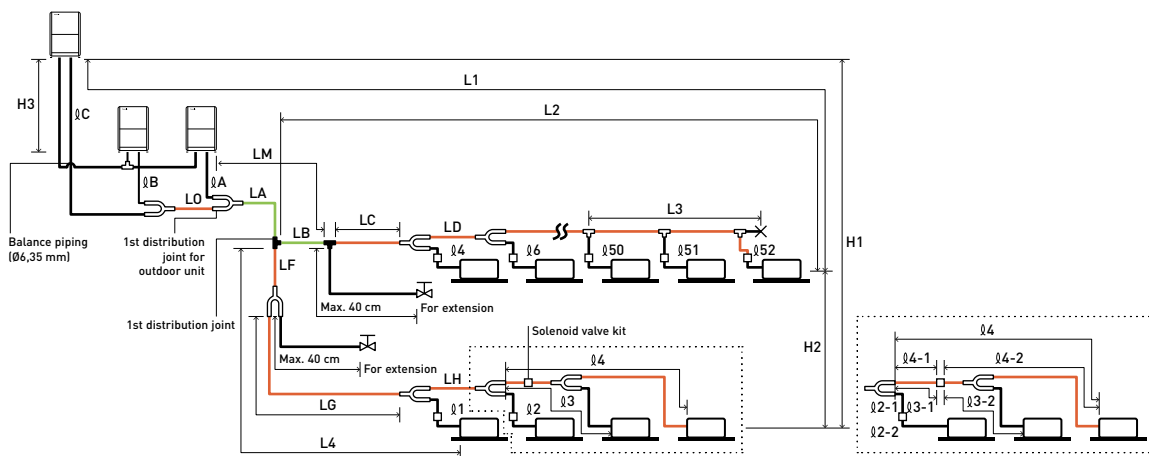 L1
H3
ℓC
L2
LM
ℓB
LO
ℓA
LA
LB
LC
LD
L3
H1
Balance piping
(Ø6,35 mm)
1st distribution
joint for
outdoor unit
ℓ4
ℓ6
ℓ50
ℓ51
ℓ52
LF
Max. 40 cm
For extension
1st distribution joint
Solenoid valve kit
H2
Max. 40 cm
For extension
ℓ4
ℓ4
ℓ4-1
ℓ4-2
LH
LG
ℓ1
ℓ2
ℓ3
ℓ2-1
ℓ3-1
ℓ3-2
ℓ2-2
L4